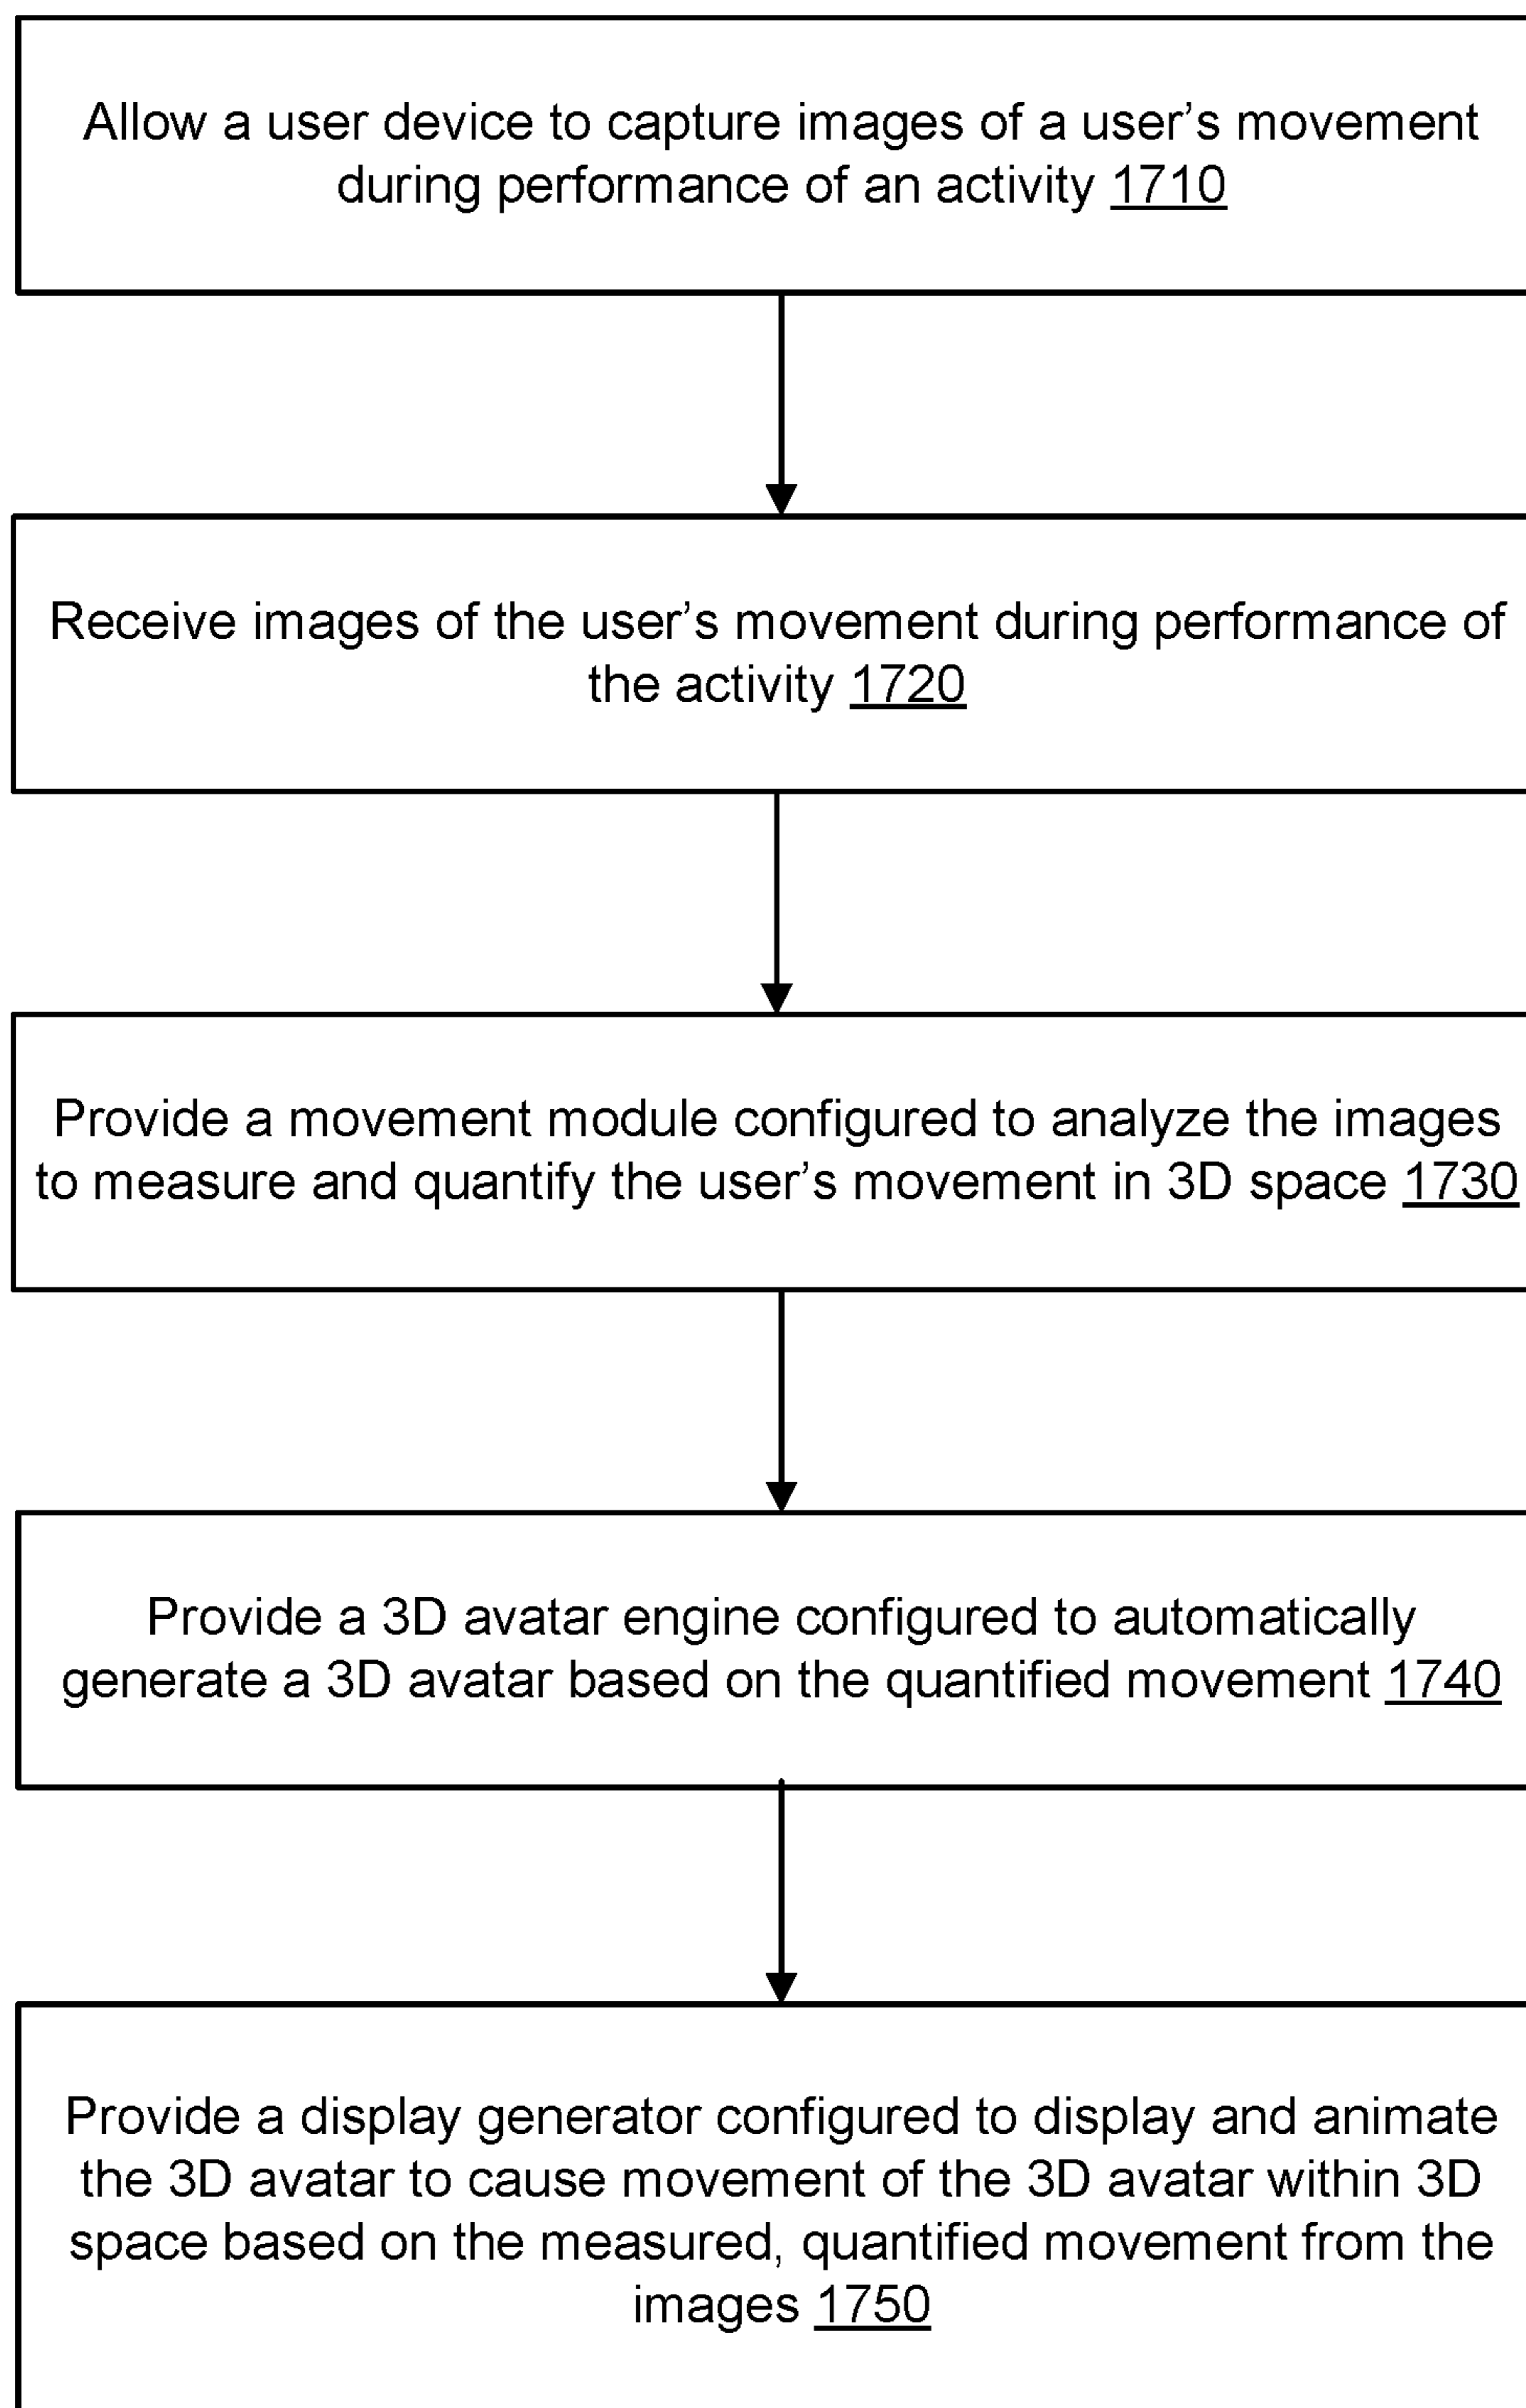 Allow a user device to capture images of a user’s movement
during performance of an activity 1710
Receive images of the user’s movement during performance of
the activity 1720
Provide a movement module configured to analyze the images
to measure and quantify the user’s movement in 3D space 1730
Provide a 3D avatar engine configured to automatically
generate a 3D avatar based on the quantified movement 1740
Provide a display generator configured to display and animate
the 3D avatar to cause movement of the 3D avatar within 3D
space based on the measured, quantified movement from the
images 1750